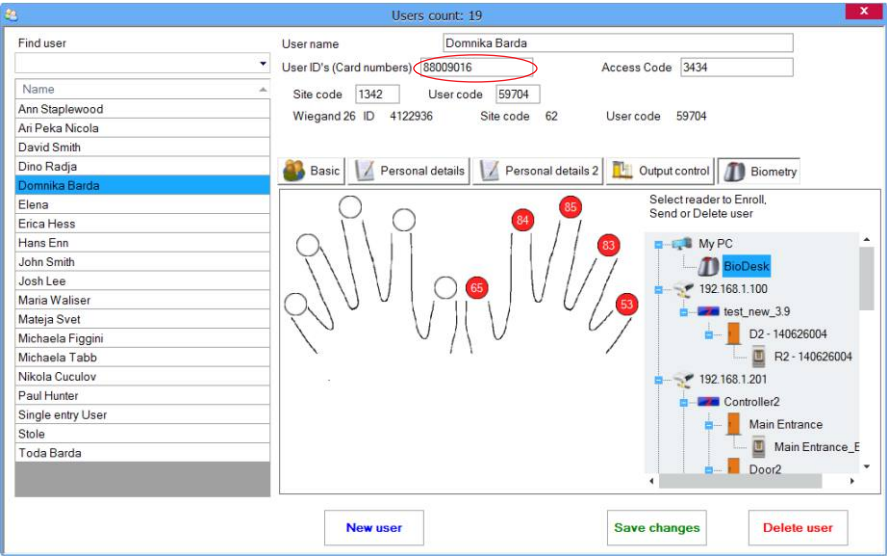 Users count: 19
x
Find user
User name Domnika Barda
User ID's (Card numbers) 88009016 Access Code 3434
Name
Site code 1342 User code 59704
Wiegand 26 ID 4122936 Site code 62 User code 59704
Ann Staplewood
Ari Peka Nicola
David Smith
Dino Radja
Domnika Barda
Elena
Erica Hess
Hans Enn
John Smith
Josh Lee
Maria Waliser
Mateja Svet
Michaela Figgini
Michaela Tabb
Nikola Cuculov
Paul Hunter
Single entry User
Stole
Toda Barda
Basic Personal details Personal details 2 Output control Biometry
85
84
83
65
53
Select reader to Enroll,
Send or Delete user
My PC
BioDesk
192.168.1.100
test_new_3.9
D2 - 140626004
R2 - 140626004
192.168.1.201
Controller2
Main Entrance
Main Entrance_E
Door2
New user Save changes Delete user